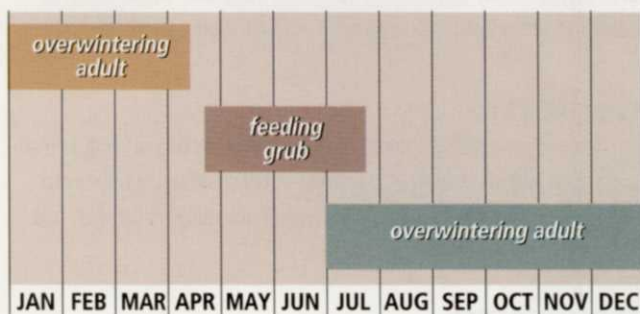 overwintering
adult
feeding
grub
overwintering adult
JAN FEB MAR APR MAY JUN JUL AUG SEP OCT NOV DEC